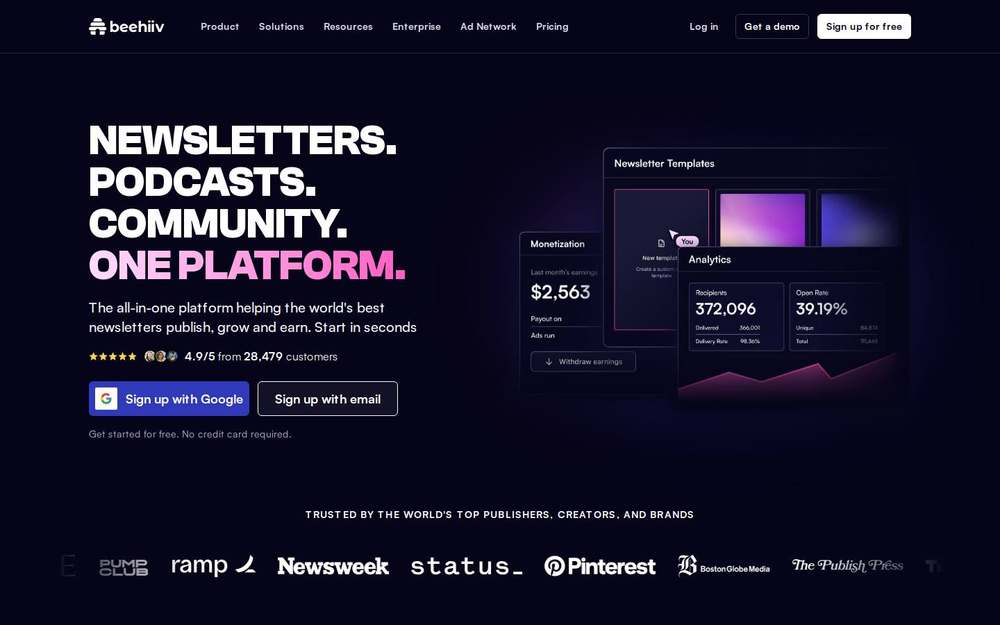 beehiiv
Product Solutions Resources Enterprise Ad Network Pricing
Log in Get a demo Sign up for free
NEWSLETTERS.
PODCASTS.
COMMUNITY.
ONE PLATFORM.
The all-in-one platform helping the world's best
newsletters publish, grow and earn. Start in seconds
4.9/5 from 28,479 customers
Sign up with Google
Sign up with email
Get started for free. No credit card required.
Newsletter Templates
New template
You
Monetization
Last month's earnings
$2,563
Payout on
Ads run
Withdraw earnings
Analytics
Recipients
372,096
Delivered 366,001
Delivery Rate 98.36%
Open Rate
39.19%
Unique
Total
TRUSTED BY THE WORLD'S TOP PUBLISHERS, CREATORS, AND BRANDS
PUMP
CLUB
ramp
Newsweek
status_
Pinterest
B Boston Globe Media
The Publish Press